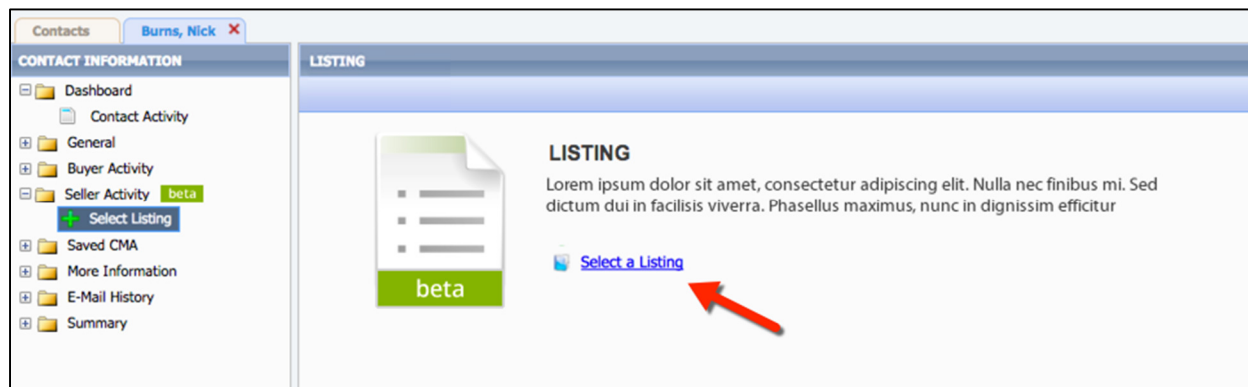 Contacts
Burns, Nick
CONTACT INFORMATION
Dashboard
Contact Activity
General
Buyer Activity
Seller Activity beta
Select Listing
Saved CMA
More Information
E-Mail History
Summary
LISTING
LISTING
Lorem ipsum dolor sit amet, consectetur adipiscing elit. Nulla nec finibus mi. Sed
dictum dui in facilisis viverra. Phasellus maximus, nunc in dignissim efficitur
Select a Listing
beta